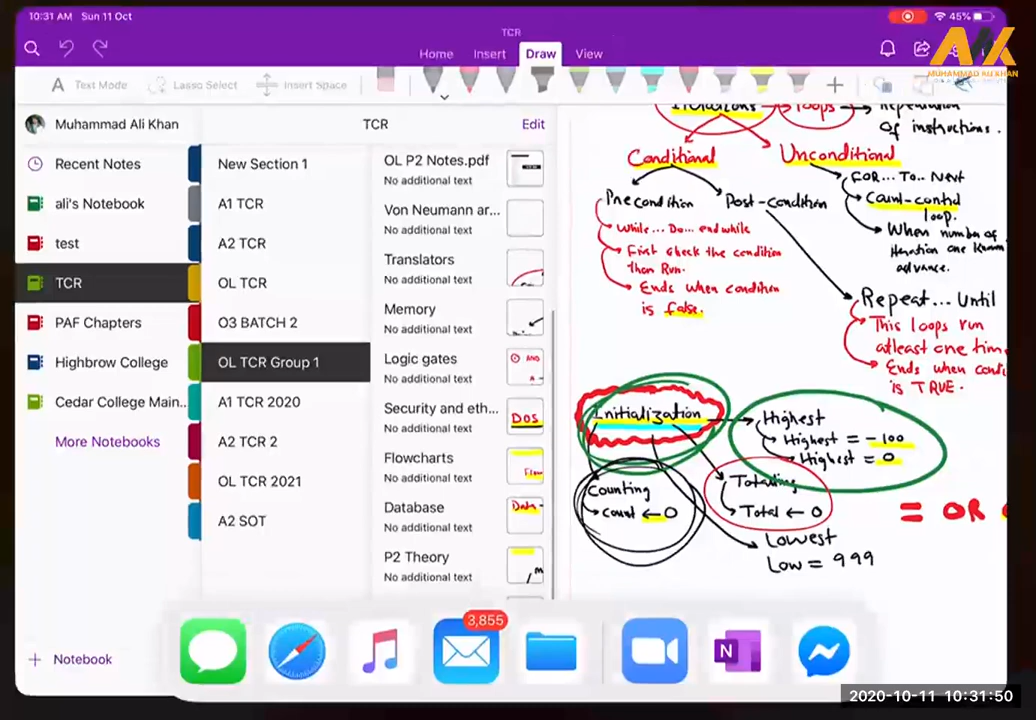 10:31 AM Sun 11 Oct
45%
TCR
Home Insert Draw View
MUHAMMAD ALI KHAN
Text Mode Lasso Select Insert Space
Muhammad Ali Khan
Recent Notes
ali's Notebook
test
TCR
PAF Chapters
Highbrow College
Cedar College Main..
More Notebooks
Notebook
New Section 1
A1 TCR
A2 TCR
OL TCR
O3 BATCH 2
OL TCR Group 1
A1 TCR 2020
A2 TCR 2
OL TCR 2021
A2 SOT
TCR
Edit
OL P2 Notes.pdf
No additional text
Von Neumann ar...
No additional text
Translators
No additional text
Memory
No additional text
Logic gates
No additional text
Security and eth...
No additional text
DOS
Flowcharts
No additional text
Database
No additional text
P2 Theory
No additional text
Iterations loops Repetation
of instructions.
Conditional Unconditional
Precondition Post-condition
While... Do... endwhile
First check the condition
than Run.
Ends when condition
is false.
FOR... To.. Next
Count-control
loop.
When number of
Iteration are known
advance.
Repeat... Until
This loops run
atleast one time
Ends when condi
is TRUE.
Initialization
Highest
Highest = -100
Highest = 0
Counting
count ← 0
Totalling
Total ← 0
= OR
Lowest
Low = 999
3,855
2020-10-11 10:31:50